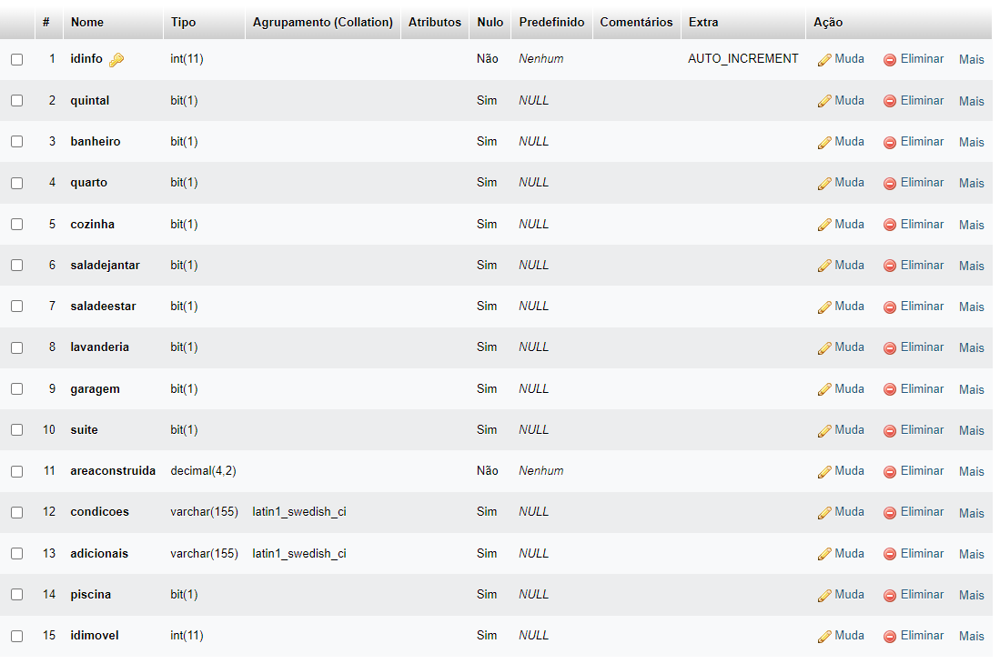 # Nome Tipo Agrupamento (Collation) Atributos Nulo Predefinido Comentários Extra Ação
1 idinfo int(11) Não Nenhum AUTO_INCREMENT Muda Eliminar Mais
2 quintal bit(1) Sim NULL Muda Eliminar Mais
3 banheiro bit(1) Sim NULL Muda Eliminar Mais
4 quarto bit(1) Sim NULL Muda Eliminar Mais
5 cozinha bit(1) Sim NULL Muda Eliminar Mais
6 saladejantar bit(1) Sim NULL Muda Eliminar Mais
7 saladeestar bit(1) Sim NULL Muda Eliminar Mais
8 lavanderia bit(1) Sim NULL Muda Eliminar Mais
9 garagem bit(1) Sim NULL Muda Eliminar Mais
10 suite bit(1) Sim NULL Muda Eliminar Mais
11 areaconstruida decimal(4,2) Não Nenhum Muda Eliminar Mais
12 condicoes varchar(155) latin1_swedish_ci Sim NULL Muda Eliminar Mais
13 adicionais varchar(155) latin1_swedish_ci Sim NULL Muda Eliminar Mais
14 piscina bit(1) Sim NULL Muda Eliminar Mais
15 idimovel int(11) Sim NULL Muda Eliminar Mais